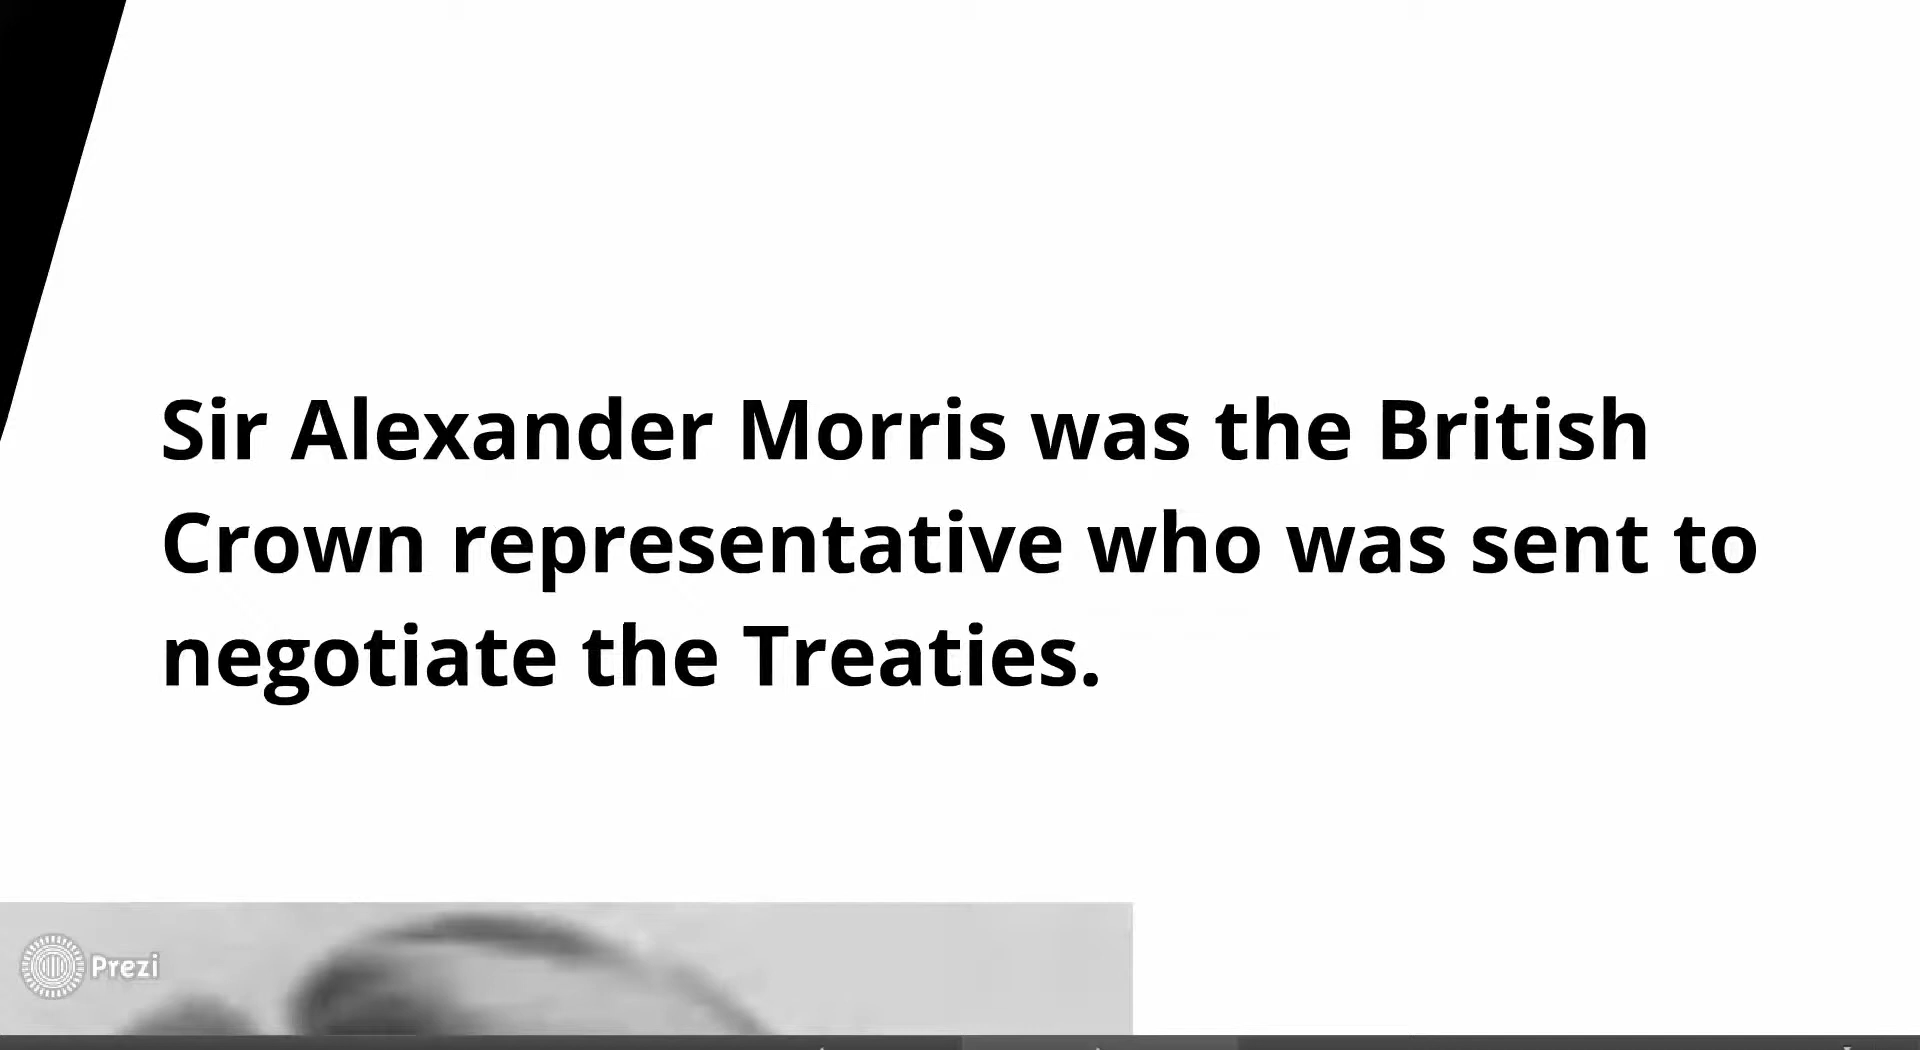 Sir Alexander Morris was the British
Crown representative who was sent to
negotiate the Treaties.
Prezi